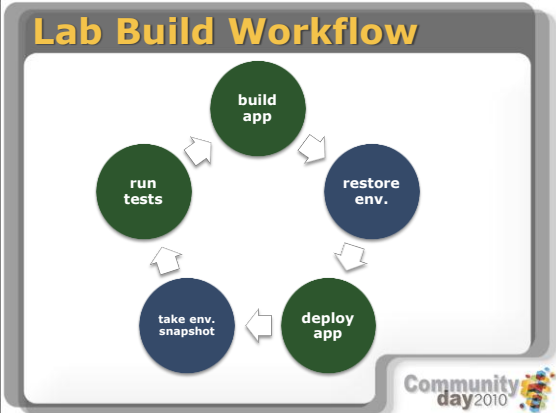 Lab Build Workflow
build
app
restore
env.
deploy
app
take env.
snapshot
run
tests
Community
day2010